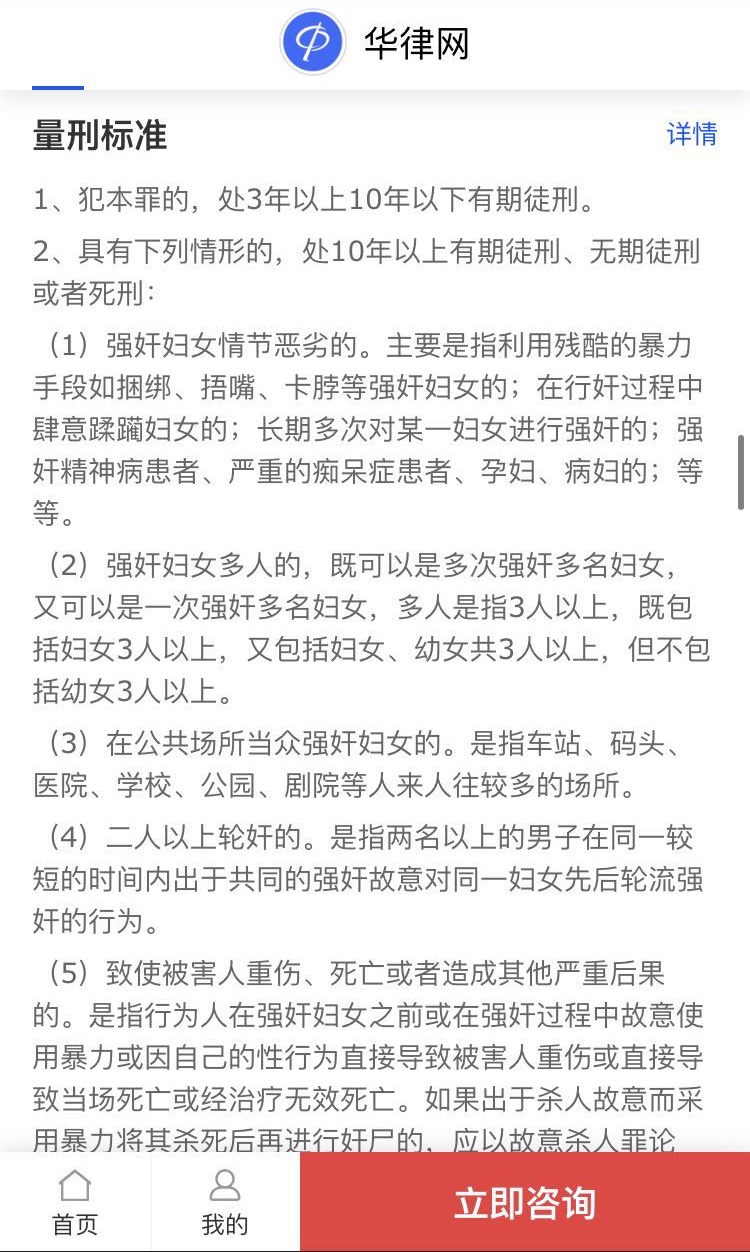 华律网
量刑标准
详情
1、犯本罪的，处3年以上10年以下有期徒刑。
2、具有下列情形的，处10年以上有期徒刑、无期徒刑
或者死刑：
（1）强奸妇女情节恶劣的。主要是指利用残酷的暴力
手段如捆绑、捂嘴、卡脖等强奸妇女的；在行奸过程中
肆意蹂躏妇女的；长期多次对某一妇女进行强奸的；强
奸精神病患者、严重的痴呆症患者、孕妇、病妇的；等
等。
（2）强奸妇女多人的，既可以是多次强奸多名妇女，
又可以是一次强奸多名妇女，多人是指3人以上，既包
括妇女3人以上，又包括妇女、幼女共3人以上，但不包
括幼女3人以上。
（3）在公共场所当众强奸妇女的。是指车站、码头、
医院、学校、公园、剧院等人来人往较多的场所。
（4）二人以上轮奸的。是指两名以上的男子在同一较
短的时间内出于共同的强奸故意对同一妇女先后轮流强
奸的行为。
（5）致使被害人重伤、死亡或者造成其他严重后果
的。是指行为人在强奸妇女之前或在强奸过程中故意使
用暴力或因自己的性行为直接导致被害人重伤或直接导
致当场死亡或经治疗无效死亡。如果出于杀人故意而采
用暴力将其杀死后再进行奸尸的，应以故意杀人罪论
首页
我的
立即咨询